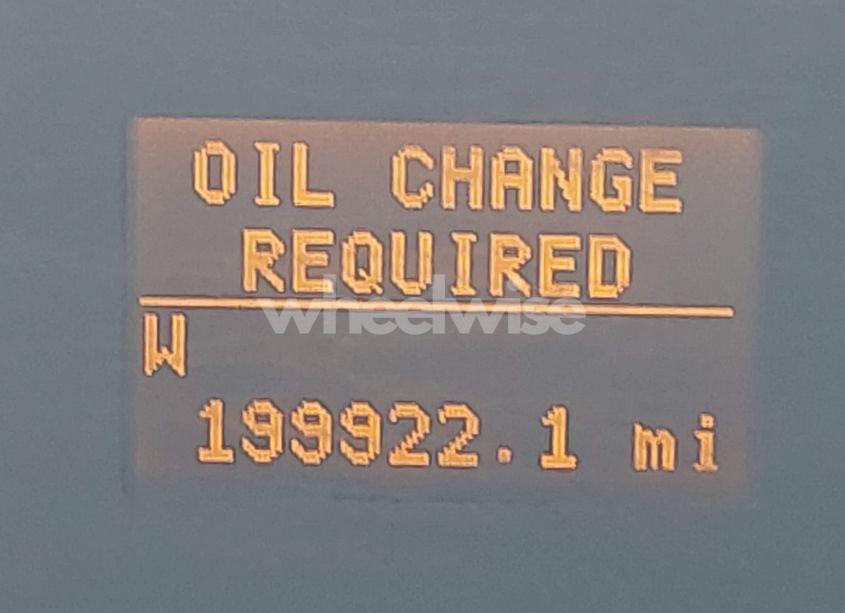 OIL CHANGE
REQUIRED
wheelwise
W
199922.1 mi